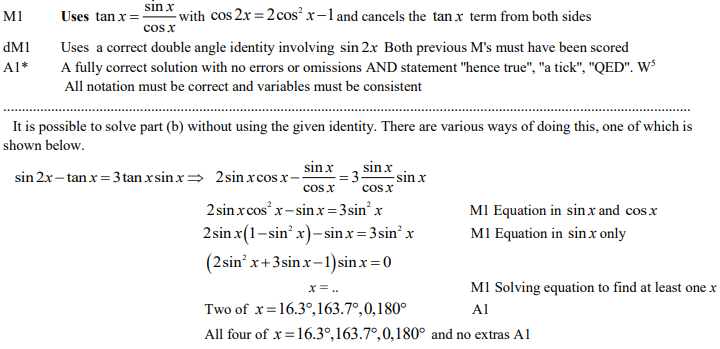 M1 Uses tan x = sin x / cos x with cos 2x = 2cos² x − 1 and cancels the tan x term from both sides
dM1 Uses a correct double angle identity involving sin 2x Both previous M's must have been scored
A1* A fully correct solution with no errors or omissions AND statement "hence true", "a tick", "QED". W⁵
All notation must be correct and variables must be consistent
It is possible to solve part (b) without using the given identity. There are various ways of doing this, one of which is
shown below.
sin 2x − tan x = 3 tan x sin x ⇒ 2 sin x cos x − sin x / cos x = 3 sin x / cos x sin x
2 sin x cos² x − sin x = 3 sin² x M1 Equation in sin x and cos x
2 sin x (1 − sin² x) − sin x = 3 sin² x M1 Equation in sin x only
(2 sin² x + 3 sin x − 1) sin x = 0
x = .. M1 Solving equation to find at least one x
Two of x = 16.3°, 163.7°, 0, 180° A1
All four of x = 16.3°, 163.7°, 0, 180° and no extras A1